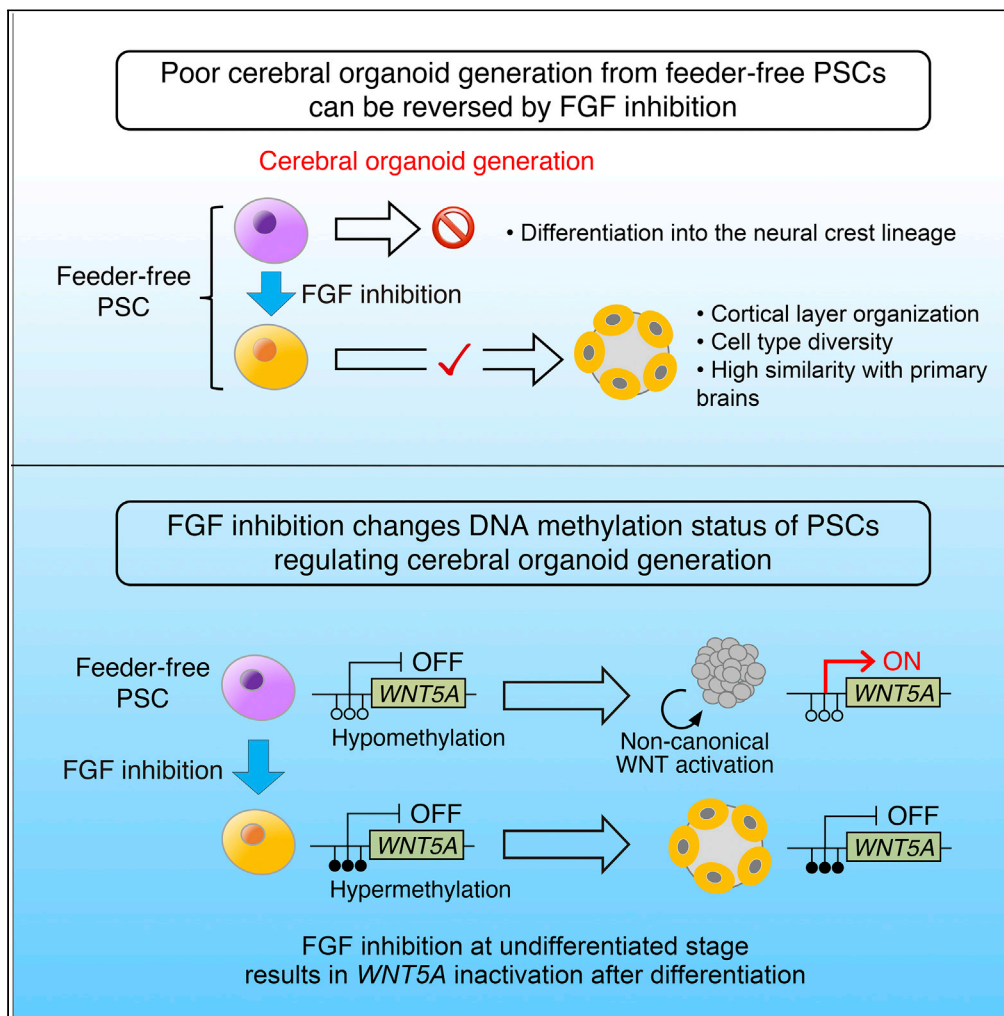 Poor cerebral organoid generation from feeder-free PSCs
can be reversed by FGF inhibition
Cerebral organoid generation
Feeder-free
PSC
FGF inhibition
• Differentiation into the neural crest lineage
• Cortical layer organization
• Cell type diversity
• High similarity with primary
brains
FGF inhibition changes DNA methylation status of PSCs
regulating cerebral organoid generation
Feeder-free
PSC
OFF
WNT5A
Hypomethylation
Non-canonical
WNT activation
ON
WNT5A
FGF inhibition
OFF
WNT5A
Hypermethylation
OFF
WNT5A
FGF inhibition at undifferentiated stage
results in WNT5A inactivation after differentiation